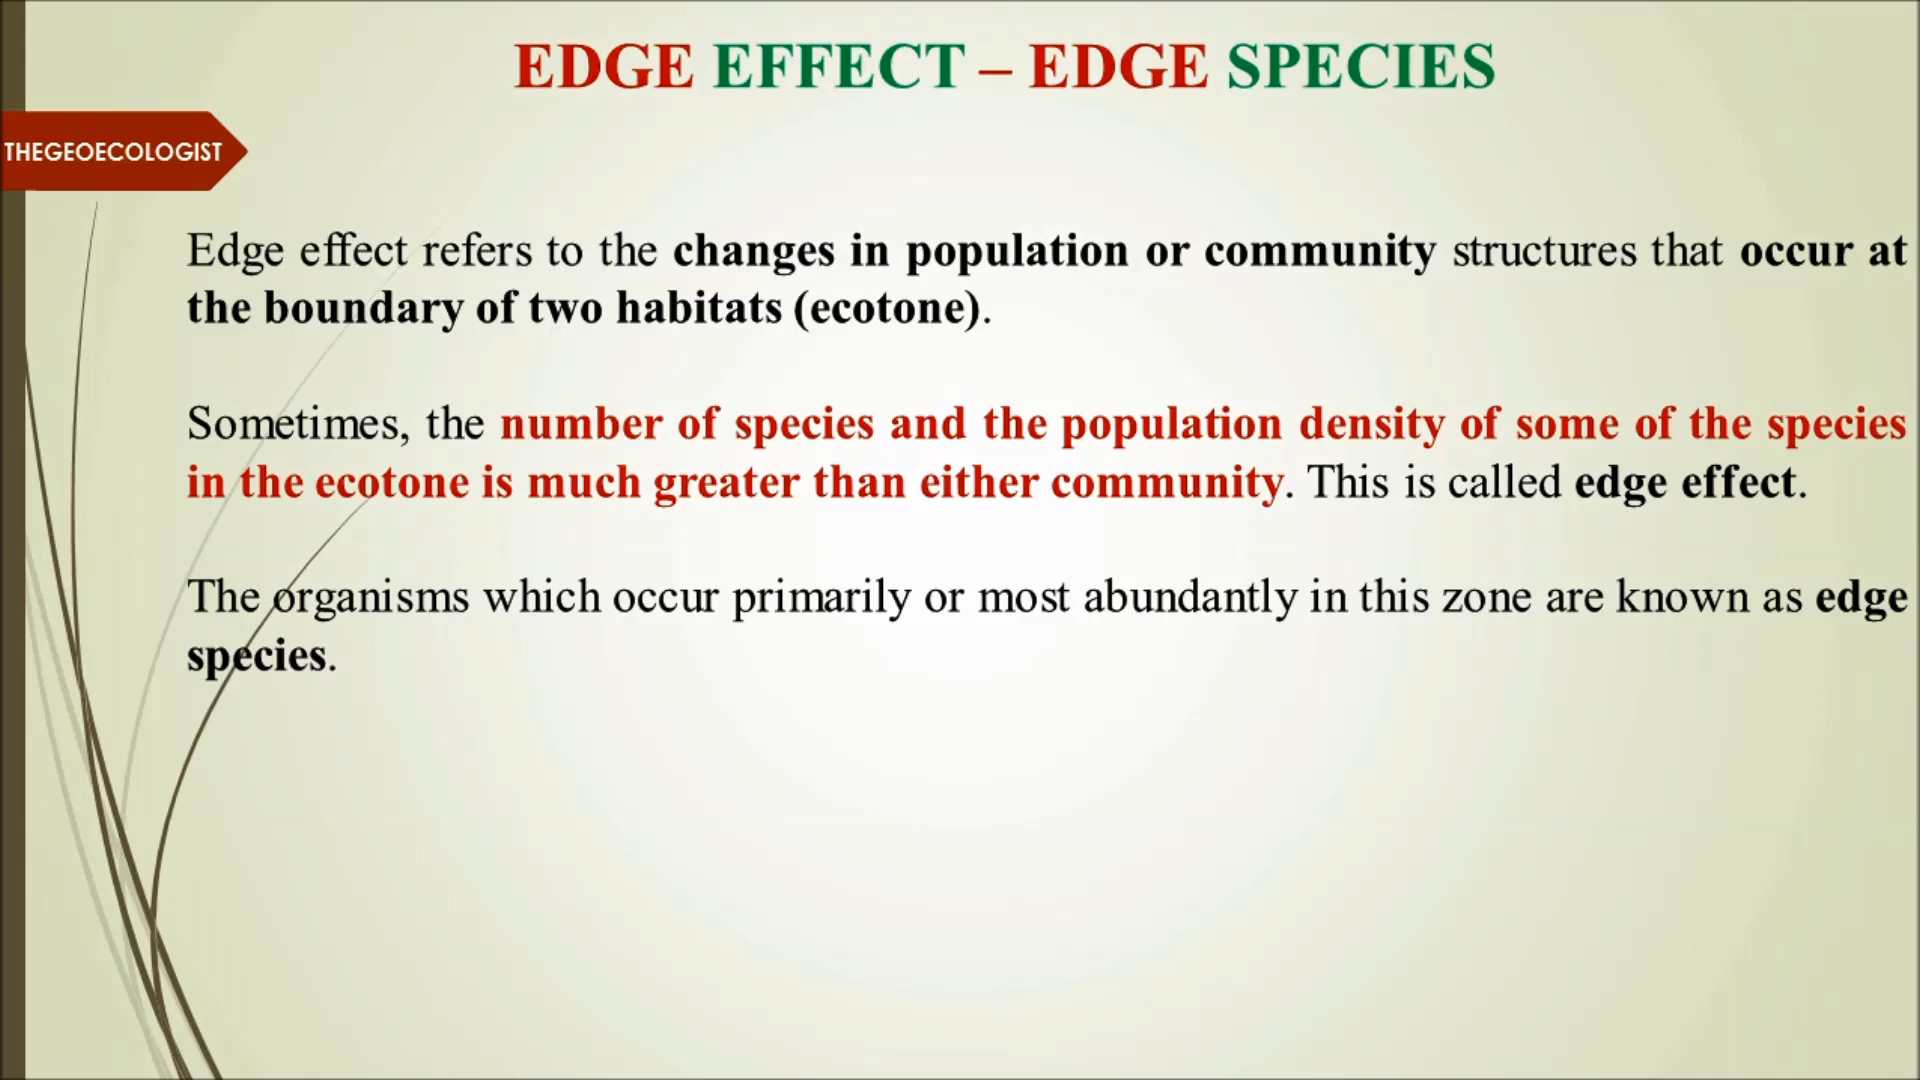 EDGE EFFECT – EDGE SPECIES
THEGEOECOLOGIST
Edge effect refers to the changes in population or community structures that occur at
the boundary of two habitats (ecotone).
Sometimes, the number of species and the population density of some of the species
in the ecotone is much greater than either community. This is called edge effect.
The organisms which occur primarily or most abundantly in this zone are known as edge
species.